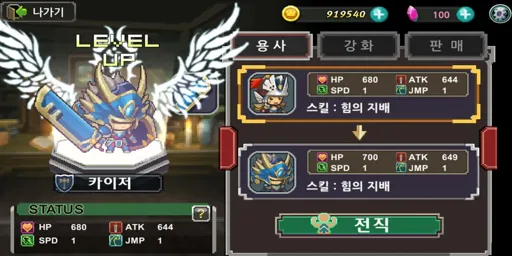 나가기
919540
100
LEVEL
UP
용사
강화
판매
HP 680 ATK 644
SPD 1 JMP 1
스킬 : 힘의 지배
HP 700 ATK 649
SPD 1 JMP 1
스킬 : 힘의 지배
카이저
STATUS
?
HP 680 ATK 644
SPD 1 JMP 1
전직